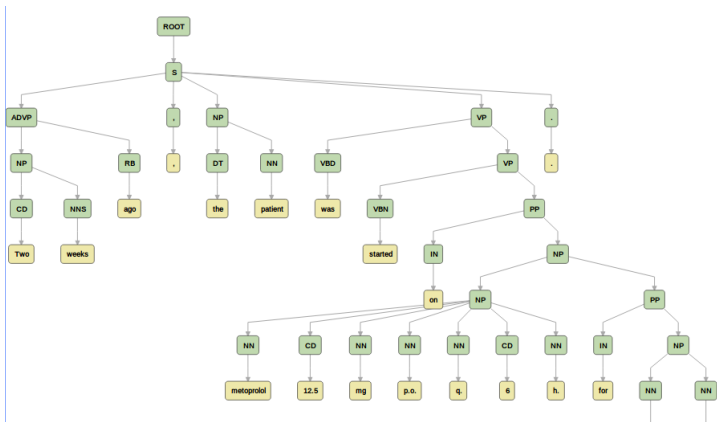 ROOT
S
ADVP , NP VP .
NP RB , DT NN VBD VP .
CD NNS ago the patient was VBN PP
Two weeks started IN NP
on NP PP
NN CD NN NN NN CD NN IN NP
metoprolol 12.5 mg p.o. q. 6 h. for NN NN